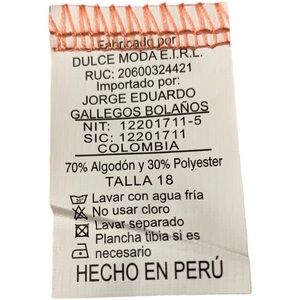 Fabricado por
DULCE MODA E.I.R.L.
RUC: 20600324421
Importado por:
JORGE EDUARDO
GALLEGOS BOLAÑOS
NIT: 12201711-5
SIC: 12201711
COLOMBIA
70% Algodón y 30% Polyester
TALLA 18
Lavar con agua fría
No usar cloro
Lavar separado
Plancha tibia si es
necesario
HECHO EN PERÚ